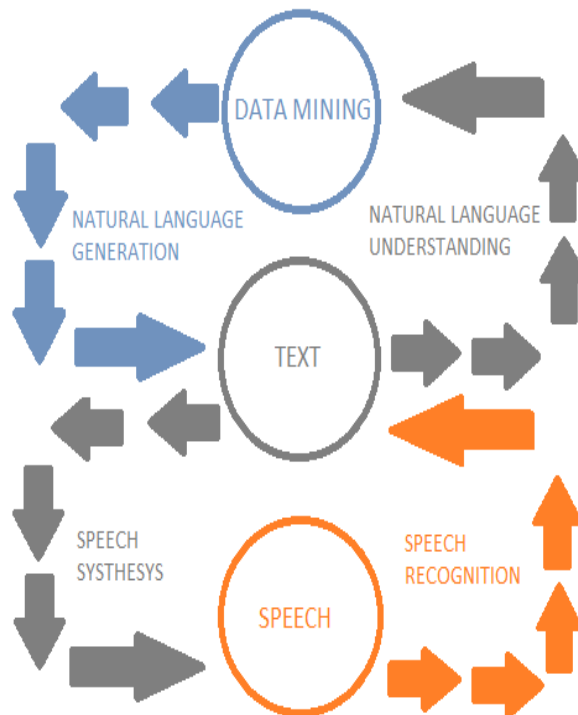 DATA MINING
NATURAL LANGUAGE
GENERATION
NATURAL LANGUAGE
UNDERSTANDING
TEXT
SPEECH
SYSTHESYS
SPEECH
RECOGNITION
SPEECH